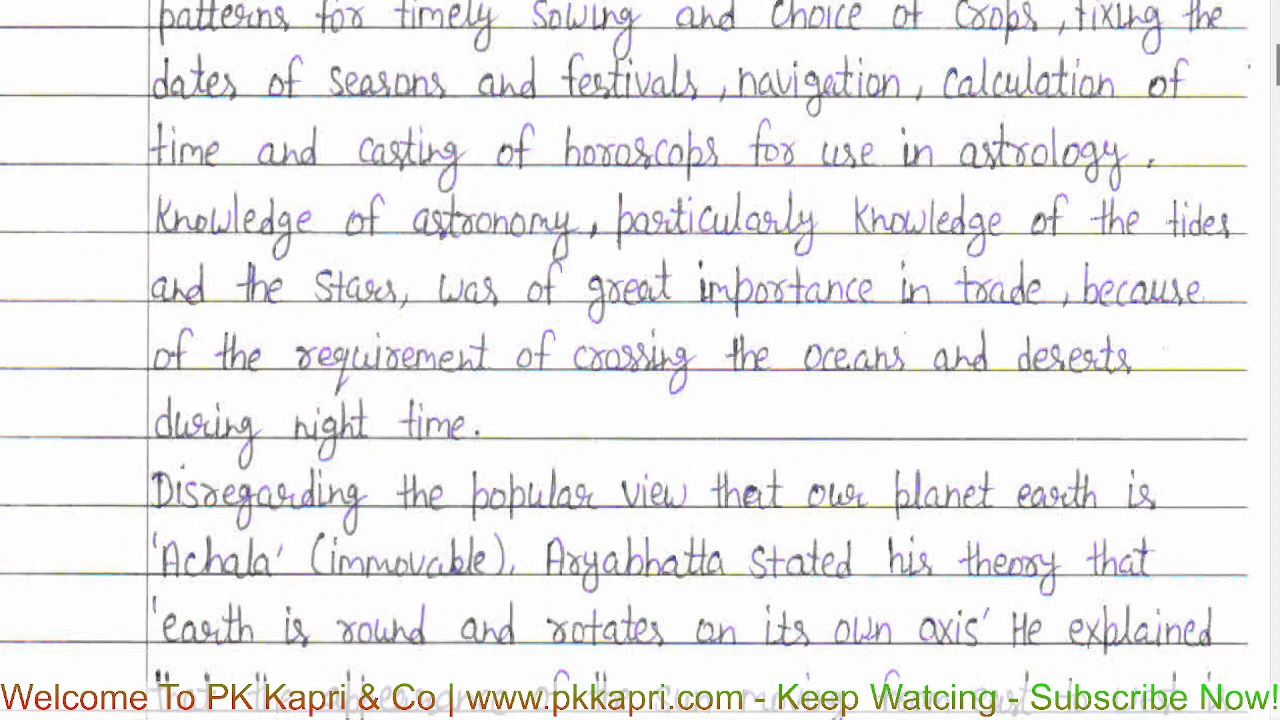 patterns for timely sowing and choice of crops, fixing the
dates of seasons and festivals, navigation, calculation of
time and casting of horoscops for use in astrology.
Knowledge of astronomy, particularly knowledge of the tides
and the stars, was of great importance in trade, because
of the requirement of crossing the oceans and deserts
during night time.
Disregarding the popular view that our planet earth is
'Achala' (immovable), Aryabhatta stated his theory that
'earth is round and rotates on its own axis' He explained
Welcome To PK Kapri & Co | www.pkkapri.com - Keep Watcing - Subscribe Now!